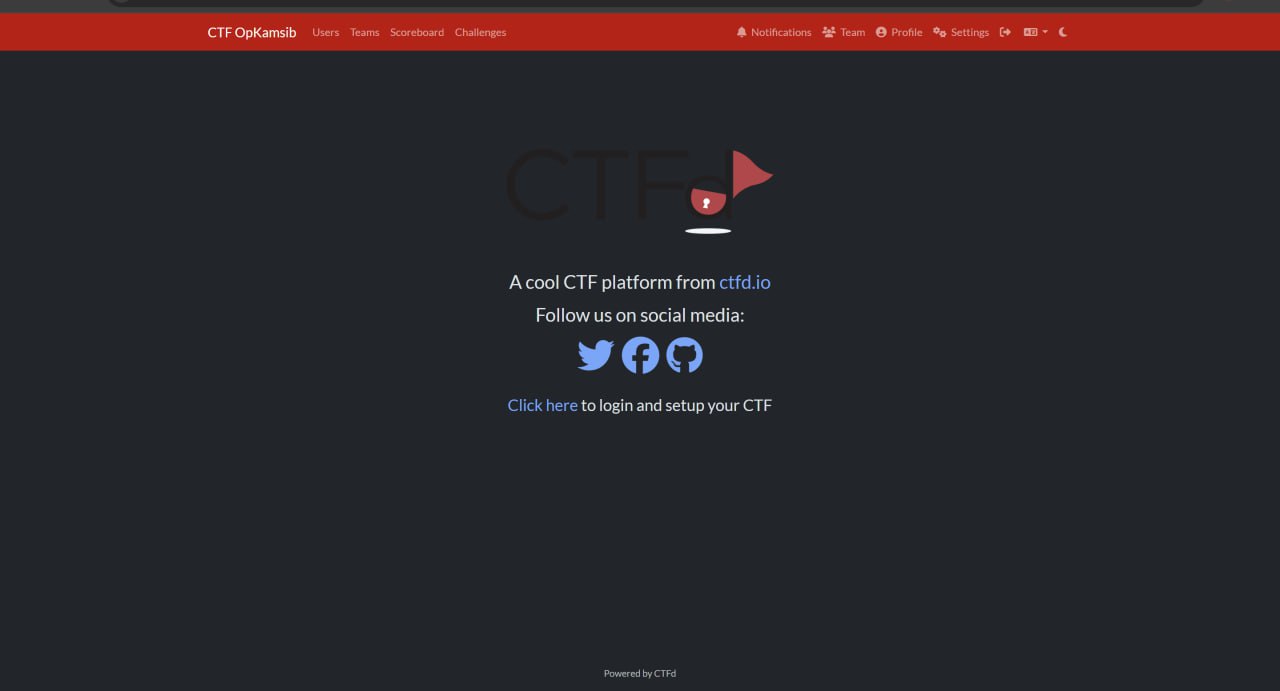 CTF OpKamsib Users Teams Scoreboard Challenges Notifications Team Profile Settings
CTFd
A cool CTF platform from ctfd.io
Follow us on social media:
Click here to login and setup your CTF
Powered by CTFd